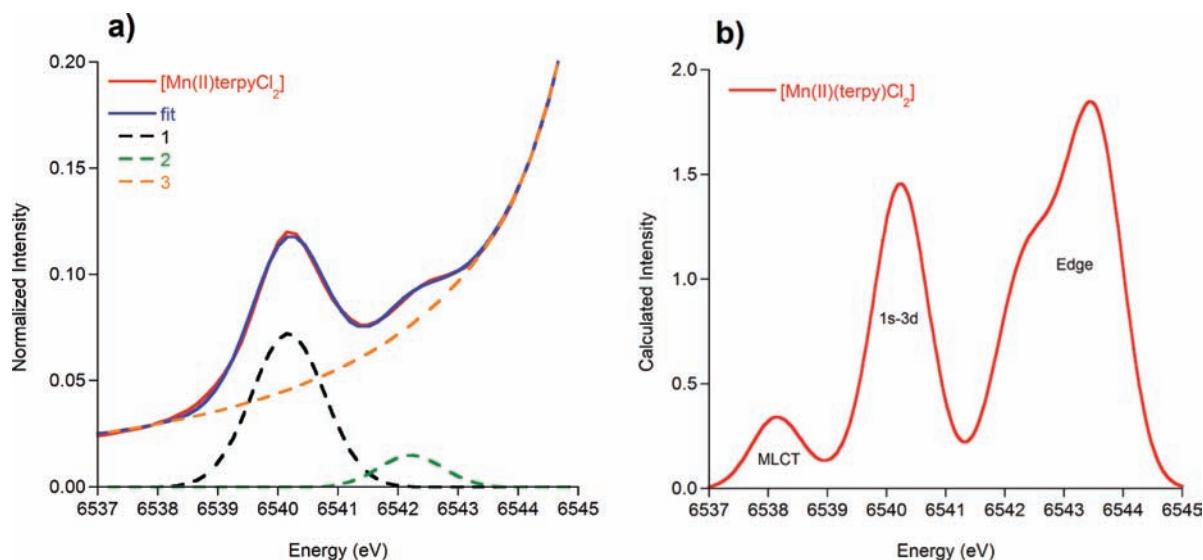 a)
0.20
0.15
0.10
0.05
0.00
Normalized Intensity
[Mn(II)terpyCl2]
fit
1
2
3
6537 6538 6539 6540 6541 6542 6543 6544 6545
Energy (eV)
b)
2.0
1.5
1.0
0.5
0.0
Calculated Intensity
[Mn(II)(terpy)Cl2]
Edge
1s-3d
MLCT
6537 6538 6539 6540 6541 6542 6543 6544 6545
Energy (eV)